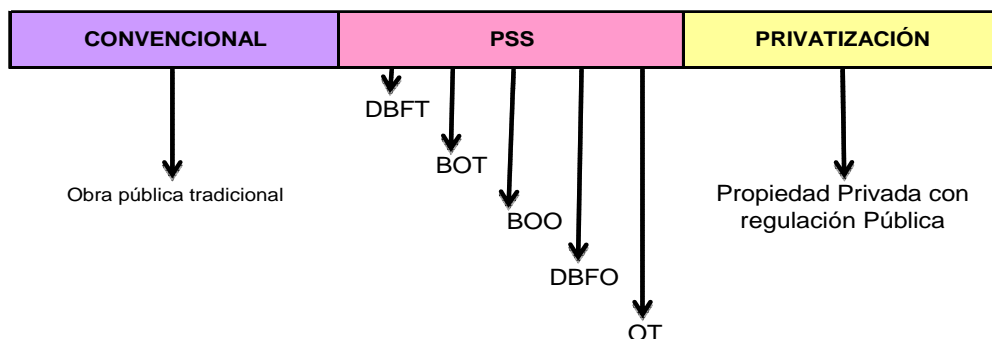 CONVENCIONAL
PSS
PRIVATIZACIÓN
DBFT
BOT
Obra pública tradicional
Propiedad Privada con
regulación Pública
BOO
DBFO
OT